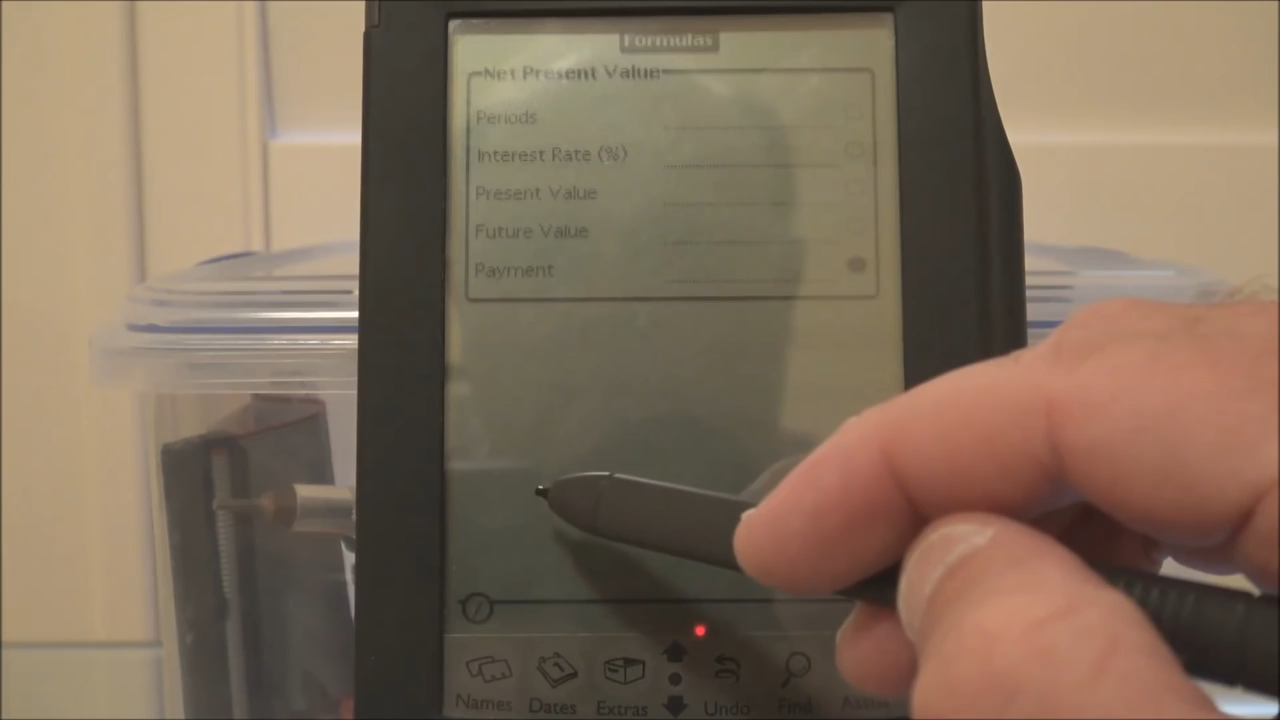 Formulas
Net Present Value
Periods
Interest Rate (%)
Present Value
Future Value
Payment
Names Dates Extras Undo Find